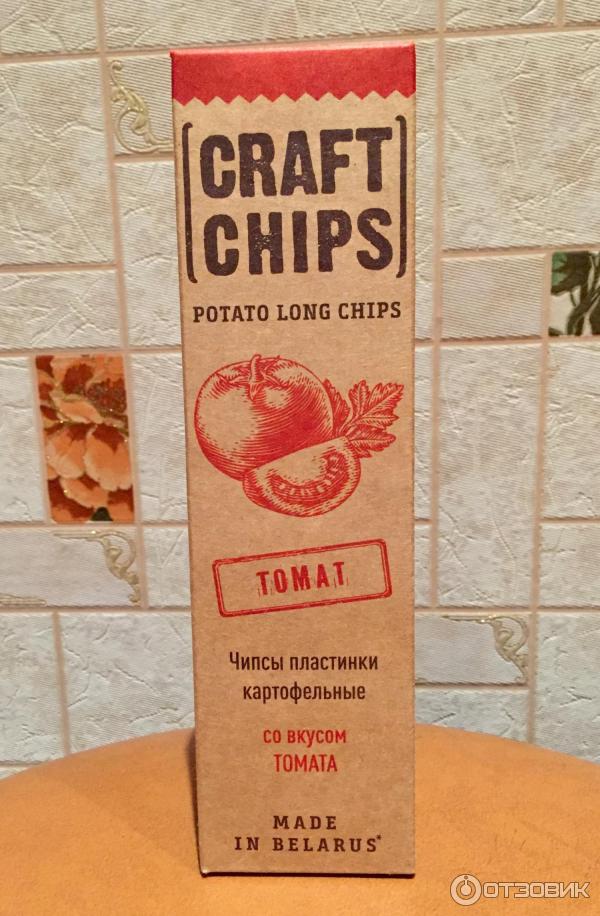 CRAFT
CHIPS
POTATO LONG CHIPS
ТОМАТ
Чипсы пластинки
картофельные
со вкусом
ТОМАТА
MADE
IN BELARUS*
ОТЗОВИК